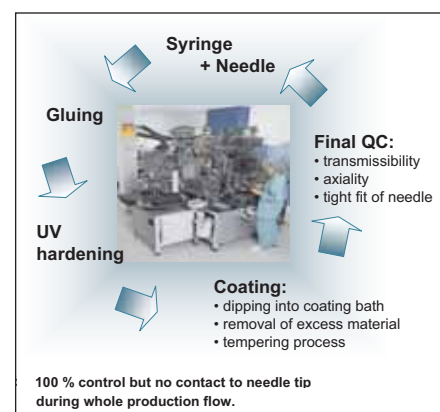 Syringe
+ Needle
Gluing
UV
hardening
Coating:
• dipping into coating bath
• removal of excess material
• tempering process
Final QC:
• transmissibility
• axiality
• tight fit of needle
100 % control but no contact to needle tip
during whole production flow.